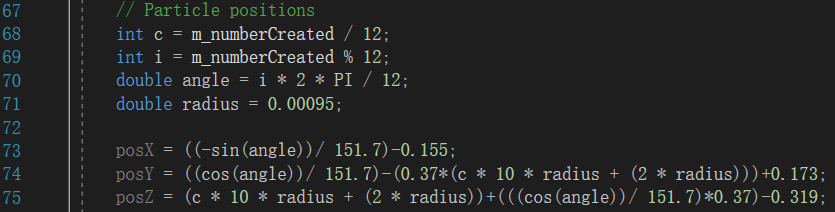 67 // Particle positions
68 int c = m_numberCreated / 12;
69 int i = m_numberCreated % 12;
70 double angle = i * 2 * PI / 12;
71 double radius = 0.00095;
72
73 posX = ((-sin(angle))/ 151.7)-0.155;
74 posY = ((cos(angle))/ 151.7)-(0.37*(c * 10 * radius + (2 * radius)))+0.173;
75 posZ = (c * 10 * radius + (2 * radius))+(((cos(angle))/ 151.7)*0.37)-0.319;